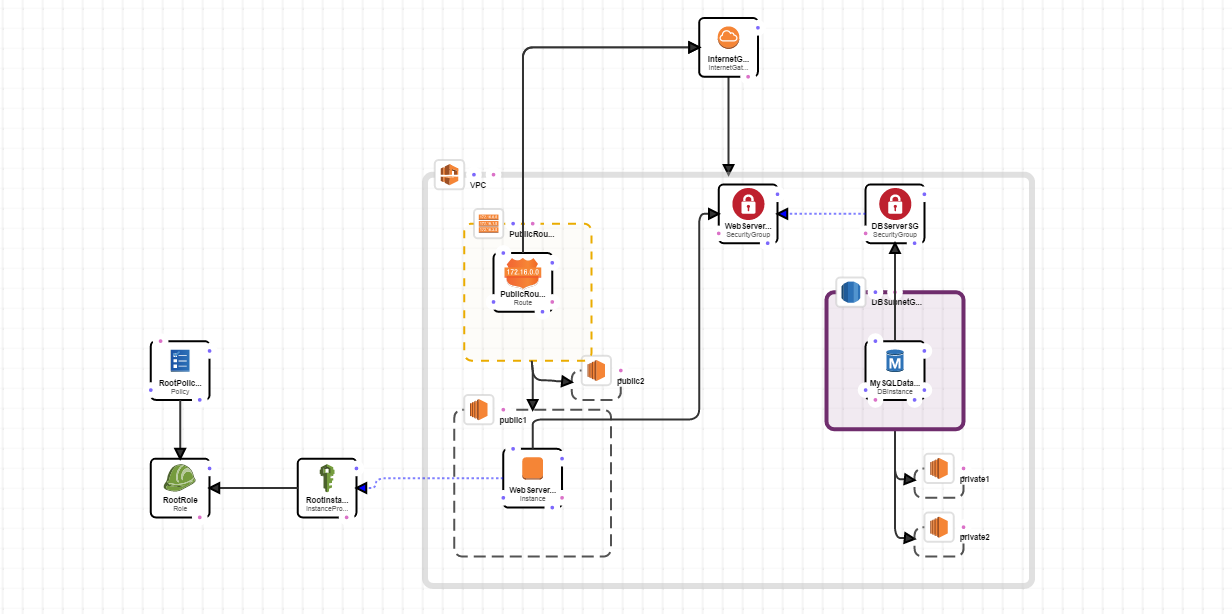 InternetG...
InternetGat...
VPC
WebServer...
SecurityGroup
DBServerSG
SecurityGroup
PublicRou...
172.16.0.0
PublicRou...
Route
DBSubnetG...
M
MySQLData...
DBInstance
RootPolic...
Policy
public2
public1
WebServer...
Instance
RootRole
Role
RootInsta...
InstancePro...
private1
private2